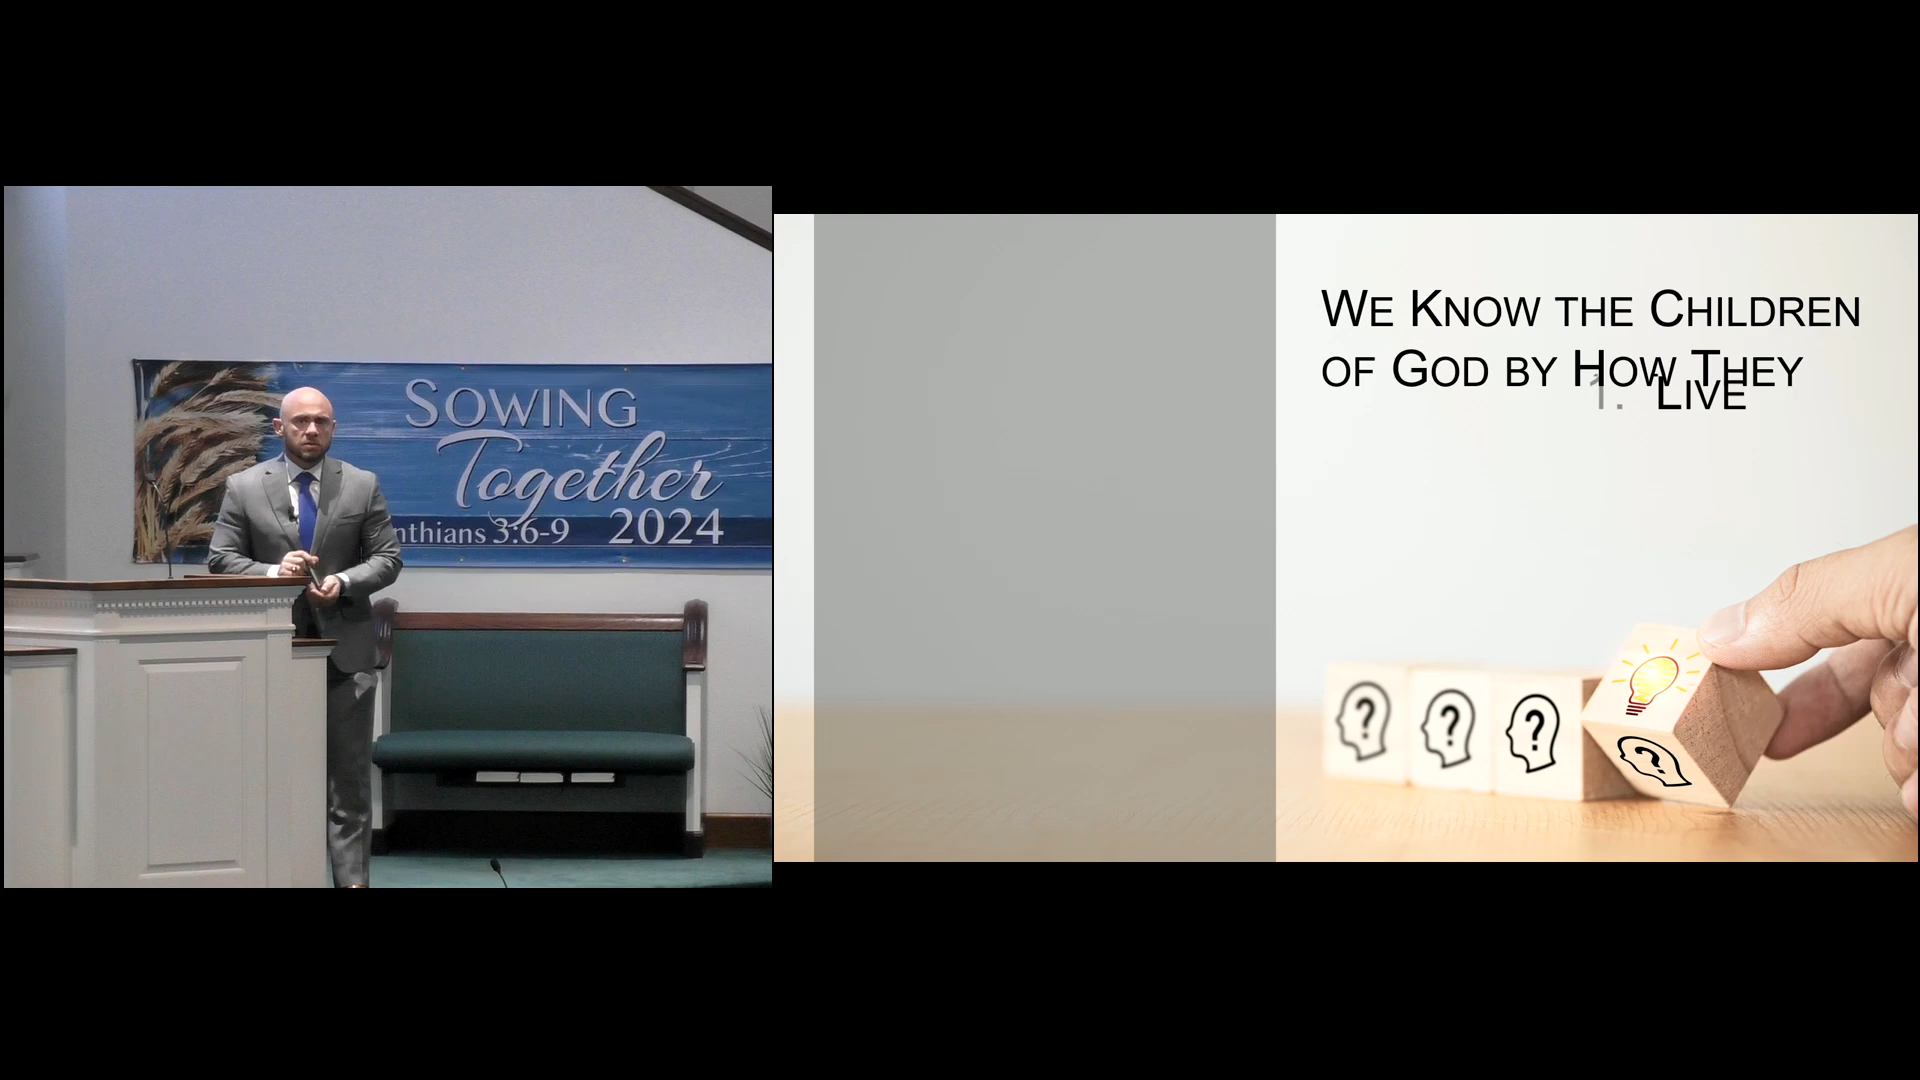 SOWING
Together
nthians 3:6-9 2024
WE KNOW THE CHILDREN
OF GOD BY HOW THEY
1. LIVE
?
?
?
?